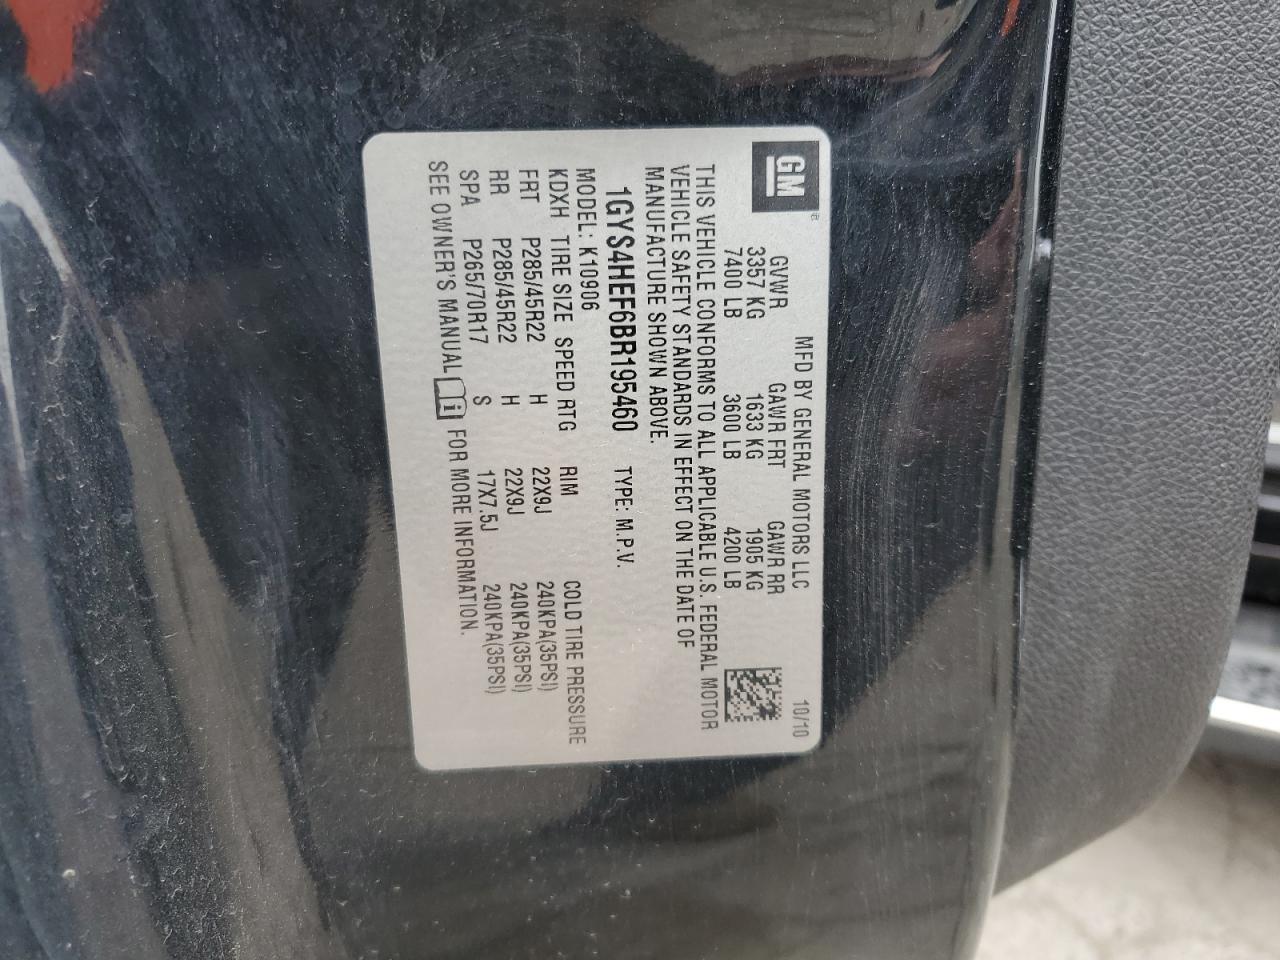 GM®
MFD BY GENERAL MOTORS LLC 10/10
GVWR GAWR FRT GAWR RR
3357 KG 1633 KG 1905 KG
7400 LB 3600 LB 4200 LB
THIS VEHICLE CONFORMS TO ALL APPLICABLE U.S. FEDERAL MOTOR
VEHICLE SAFETY STANDARDS IN EFFECT ON THE DATE OF
MANUFACTURE SHOWN ABOVE.
1GYS4HEF6BR195460 TYPE: M.P.V.
MODEL: K10906
KDXH TIRE SIZE SPEED RTG RIM COLD TIRE PRESSURE
FRT P285/45R22 H 22X9J 240KPA(35PSI)
RR P285/45R22 H 22X9J 240KPA(35PSI)
SPA P265/70R17 S 17X7.5J 240KPA(35PSI)
SEE OWNER'S MANUAL i FOR MORE INFORMATION.